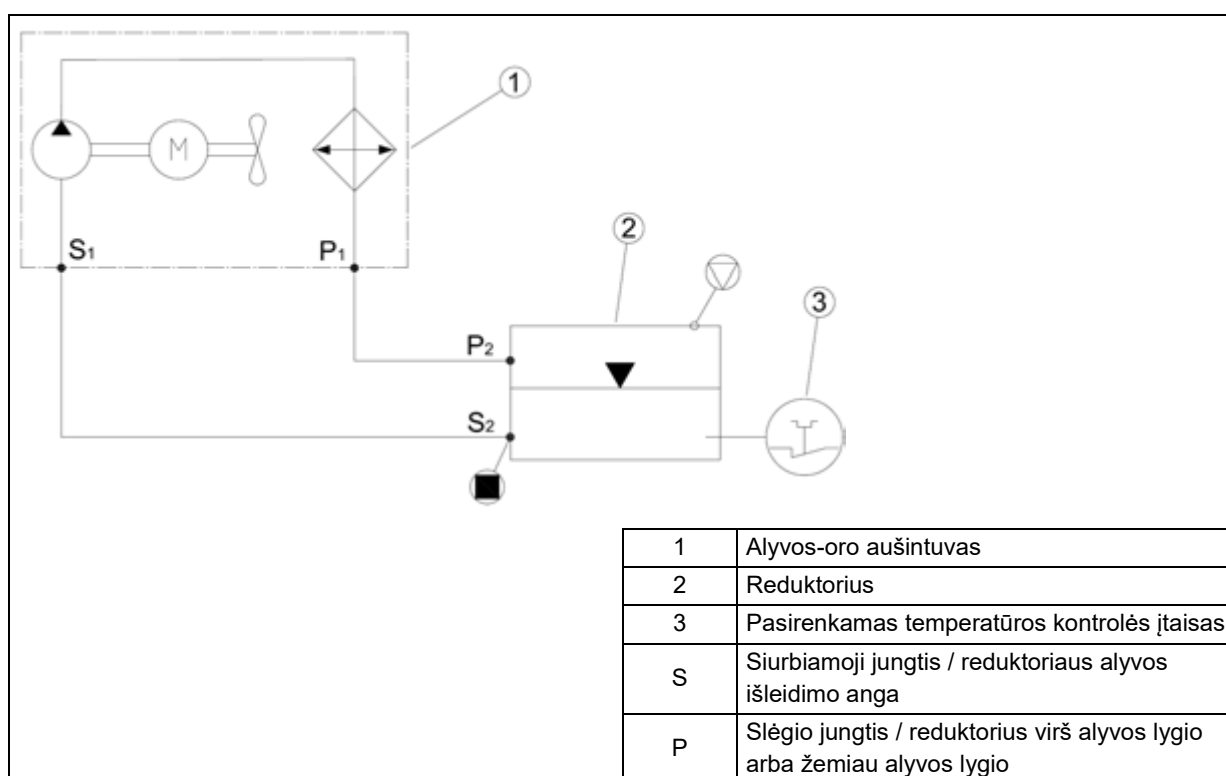 1
M
S1
P1
2
3
P2
S2
1 Alyvos-oro aušintuvas
2 Reduktorius
3 Pasirenkamas temperatūros kontrolės įtaisas
S Siurbiamoji jungtis / reduktoriaus alyvos
išleidimo anga
P Slėgio jungtis / reduktorius virš alyvos lygio
arba žemiau alyvos lygio